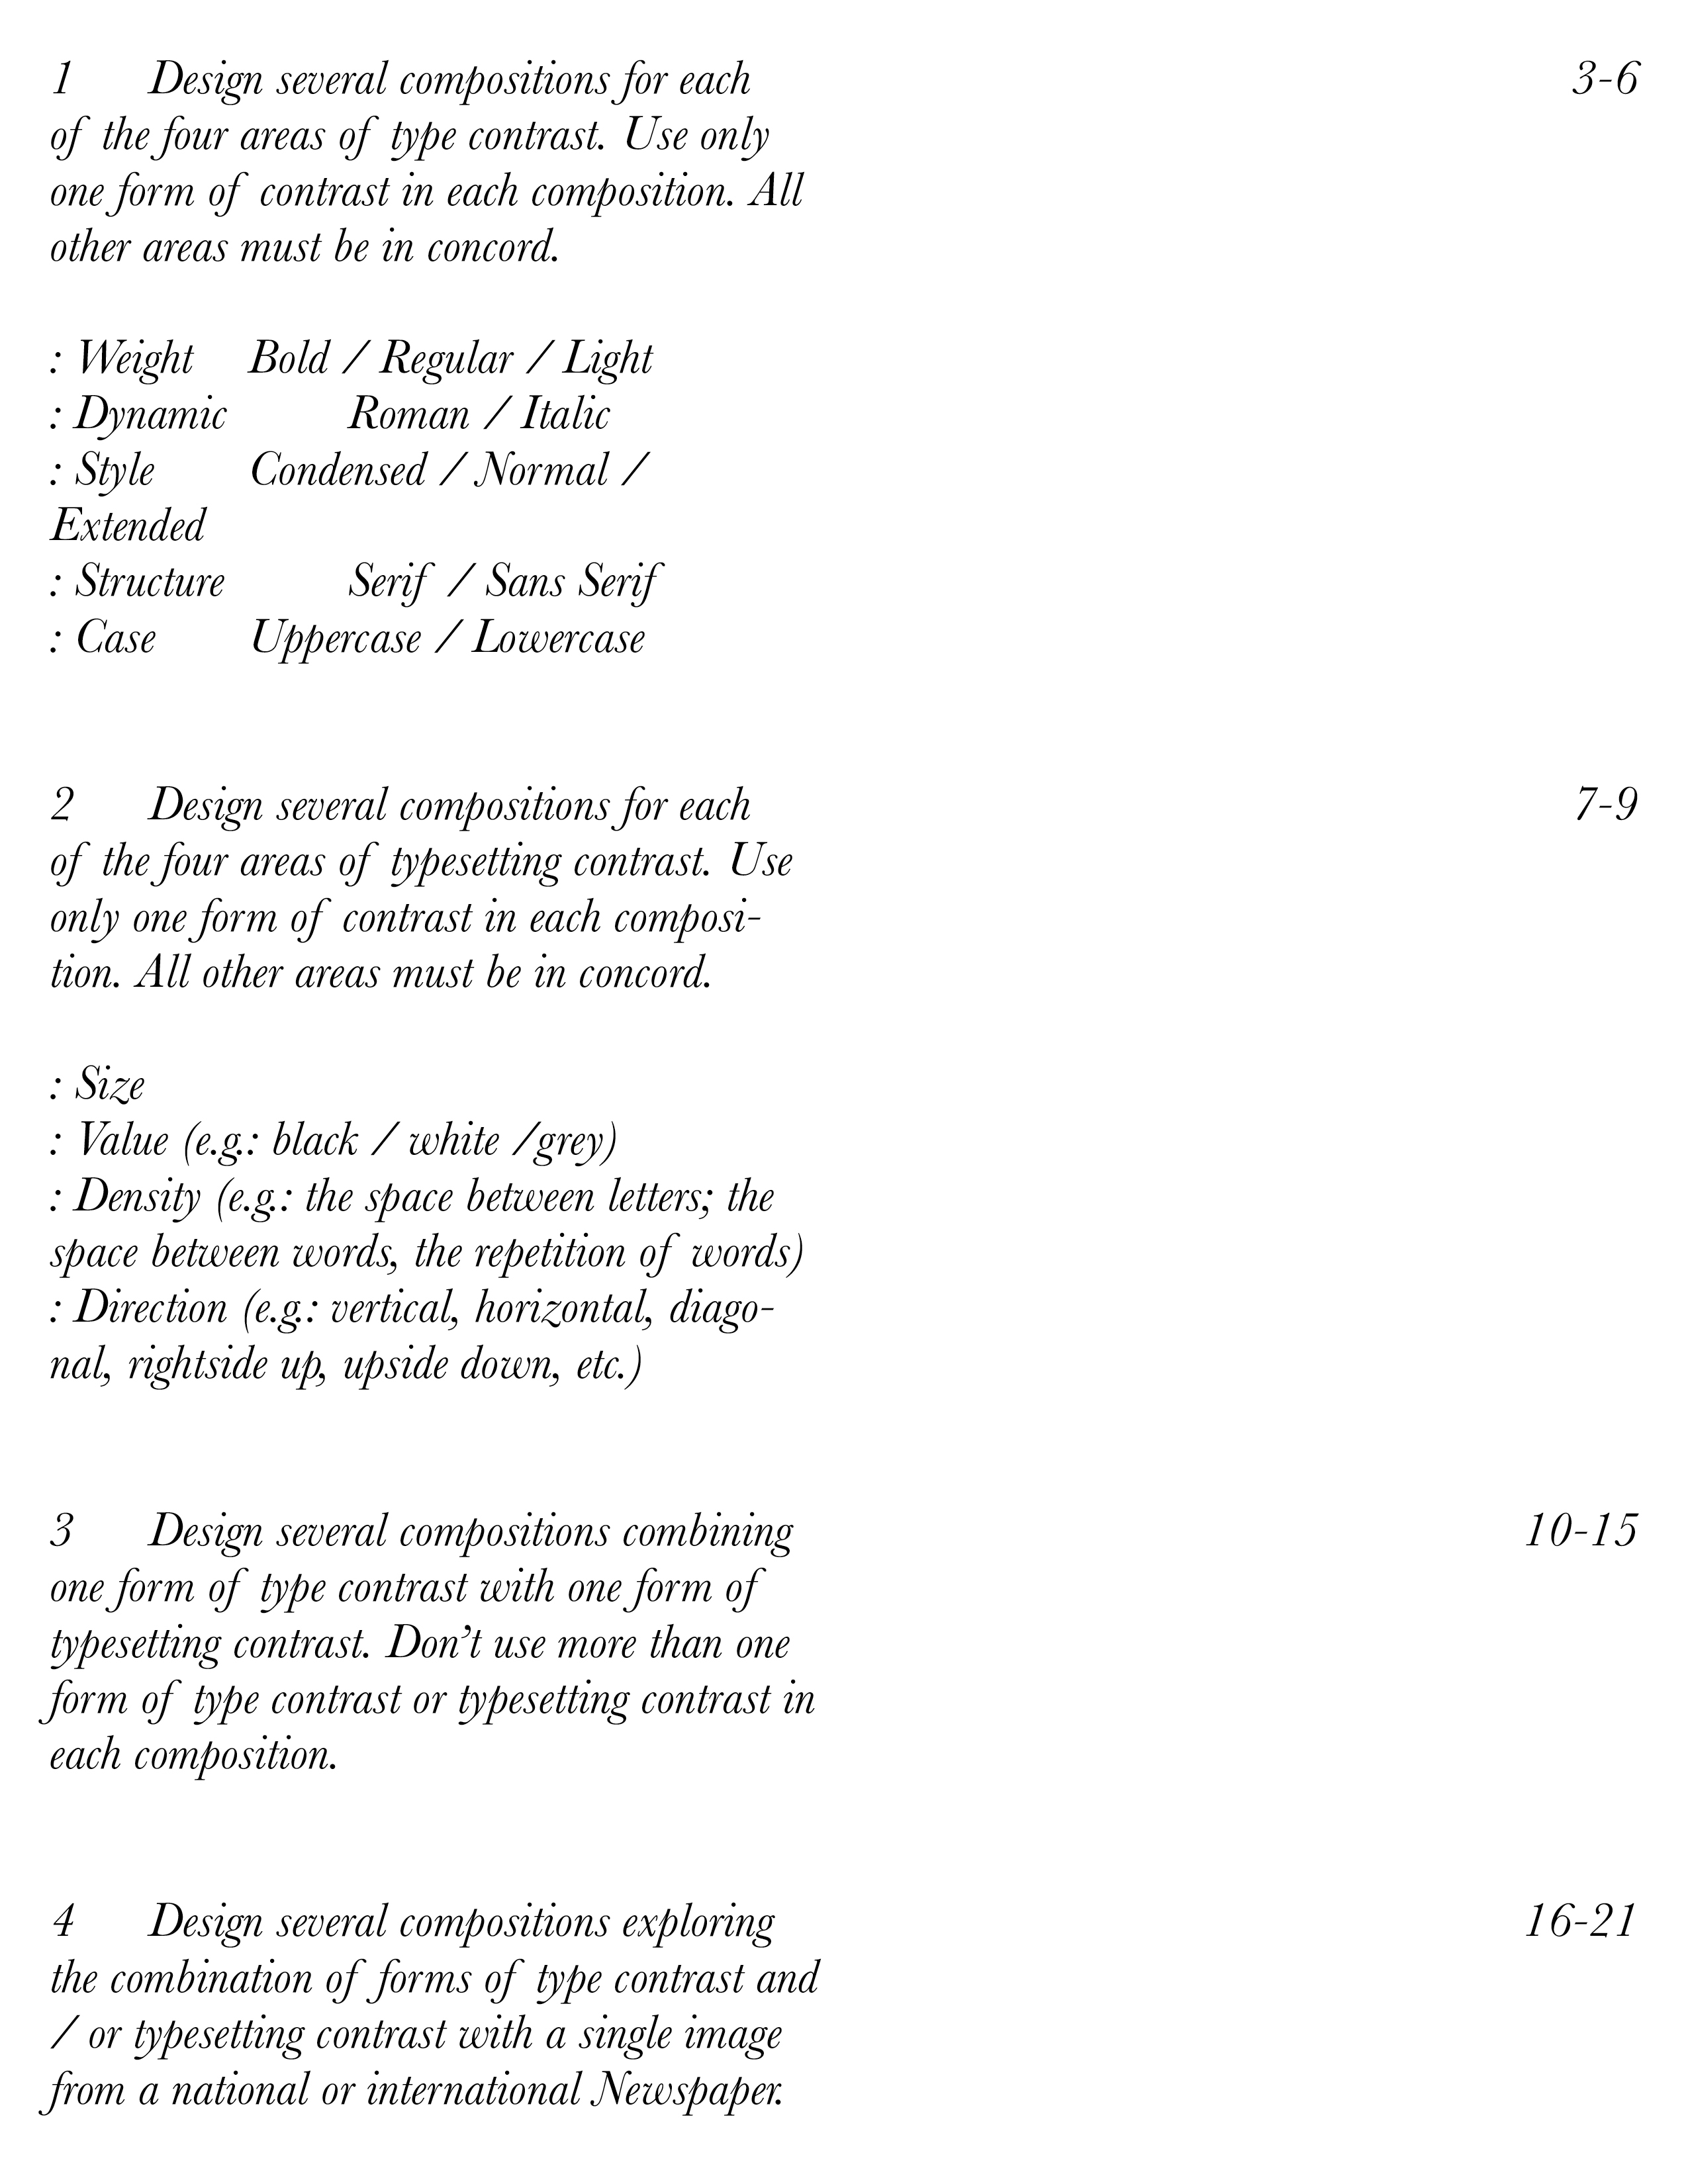 1 Design several compositions for each 3-6
of the four areas of type contrast. Use only
one form of contrast in each composition. All
other areas must be in concord.
: Weight Bold / Regular / Light
: Dynamic Roman / Italic
: Style Condensed / Normal /
Extended
: Structure Serif / Sans Serif
: Case Uppercase / Lowercase
2 Design several compositions for each 7-9
of the four areas of typesetting contrast. Use
only one form of contrast in each composi-
tion. All other areas must be in concord.
: Size
: Value (e.g.: black / white /grey)
: Density (e.g.: the space between letters; the
space between words, the repetition of words)
: Direction (e.g.: vertical, horizontal, diago-
nal, rightside up, upside down, etc.)
3 Design several compositions combining 10-15
one form of type contrast with one form of
typesetting contrast. Don’t use more than one
form of type contrast or typesetting contrast in
each composition.
4 Design several compositions exploring 16-21
the combination of forms of type contrast and
/ or typesetting contrast with a single image
from a national or international Newspaper.